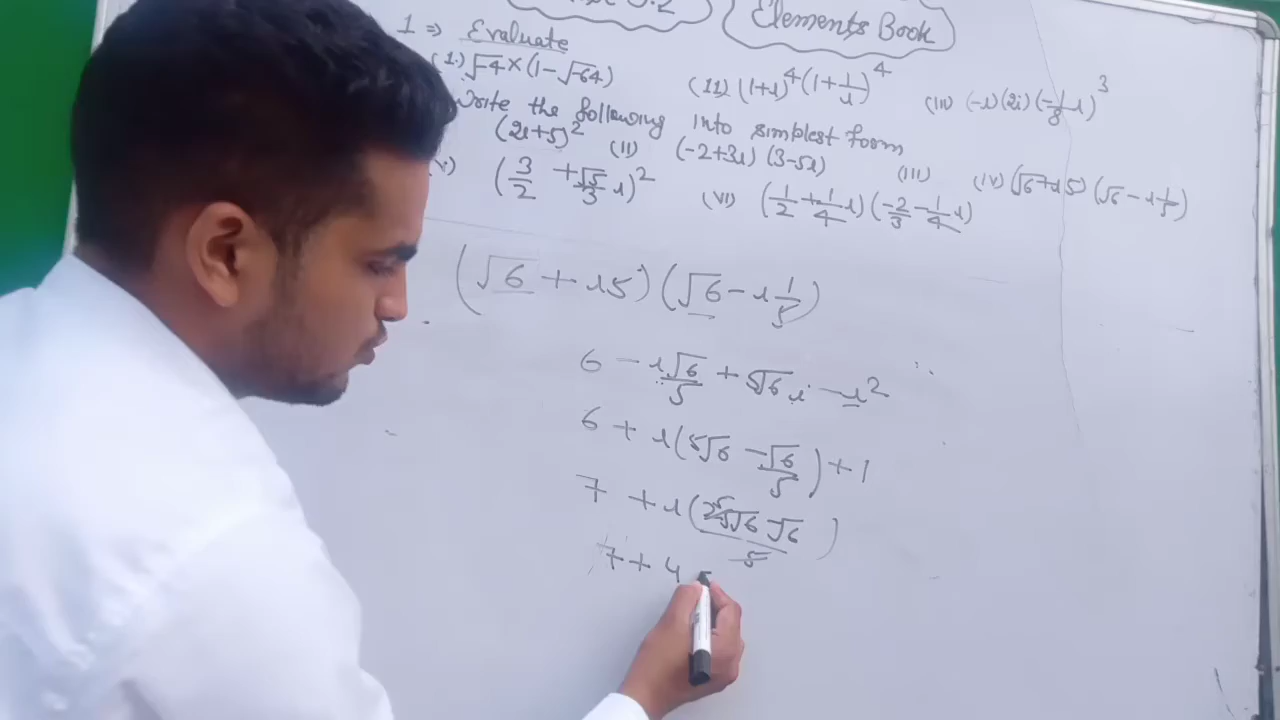 Elements Book
1 ⇒ Evaluate
(1.) √-4 × (1-√-64) (11) (1+i)^4 (1+1/i)^4 (111) (-i)(2i)(-1/8 i)^3
Write the following into simplest form
(2i+5)^2 (11) (-2+3i)(3-5i) (111) (iv) (√6+i5)(√6-i 1/5)
(3/2 + √5/3 i)^2 (VI) (1/2+1/4 i)(-2/3-1/4 i)
(√6 + i5)(√6 - i 1/5)
6 - i√6/5 + 5√6 i - i^2
6 + i(5√6 - √6/5) + 1
7 + i(25√6 √6/5)
7 + 4